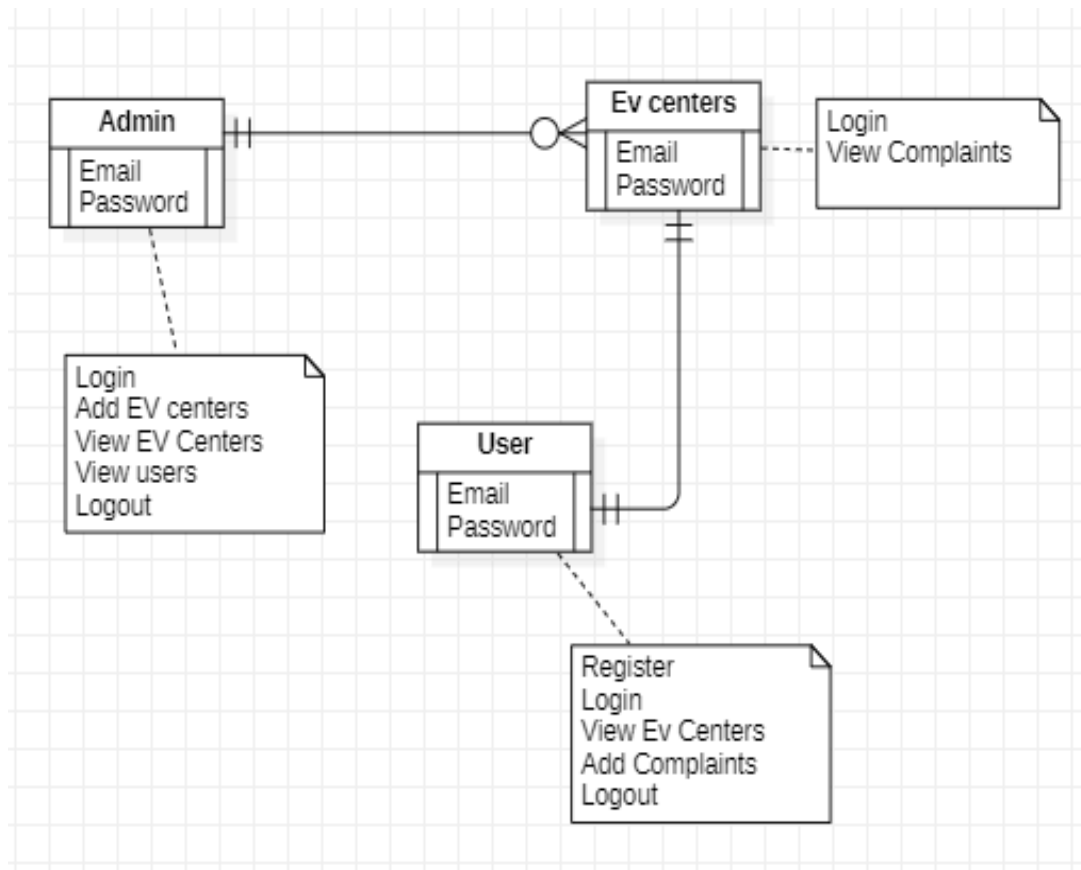 Admin
Email
Password
Ev centers
Email
Password
Login
View Complaints
Login
Add EV centers
View EV Centers
View users
Logout
User
Email
Password
Register
Login
View Ev Centers
Add Complaints
Logout